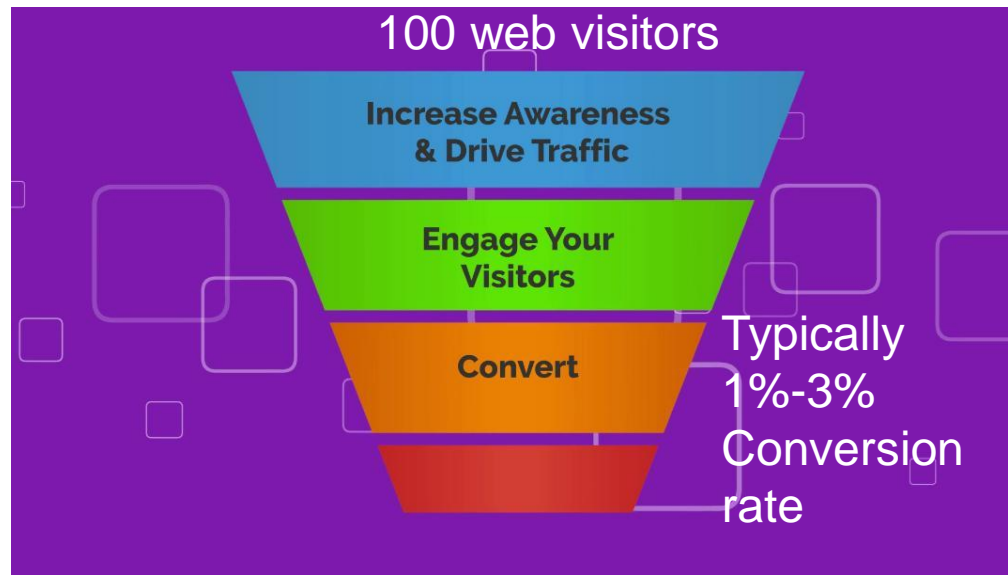 100 web visitors
Increase Awareness
& Drive Traffic
Engage Your
Visitors
Convert
Typically
1%-3%
Conversion
rate